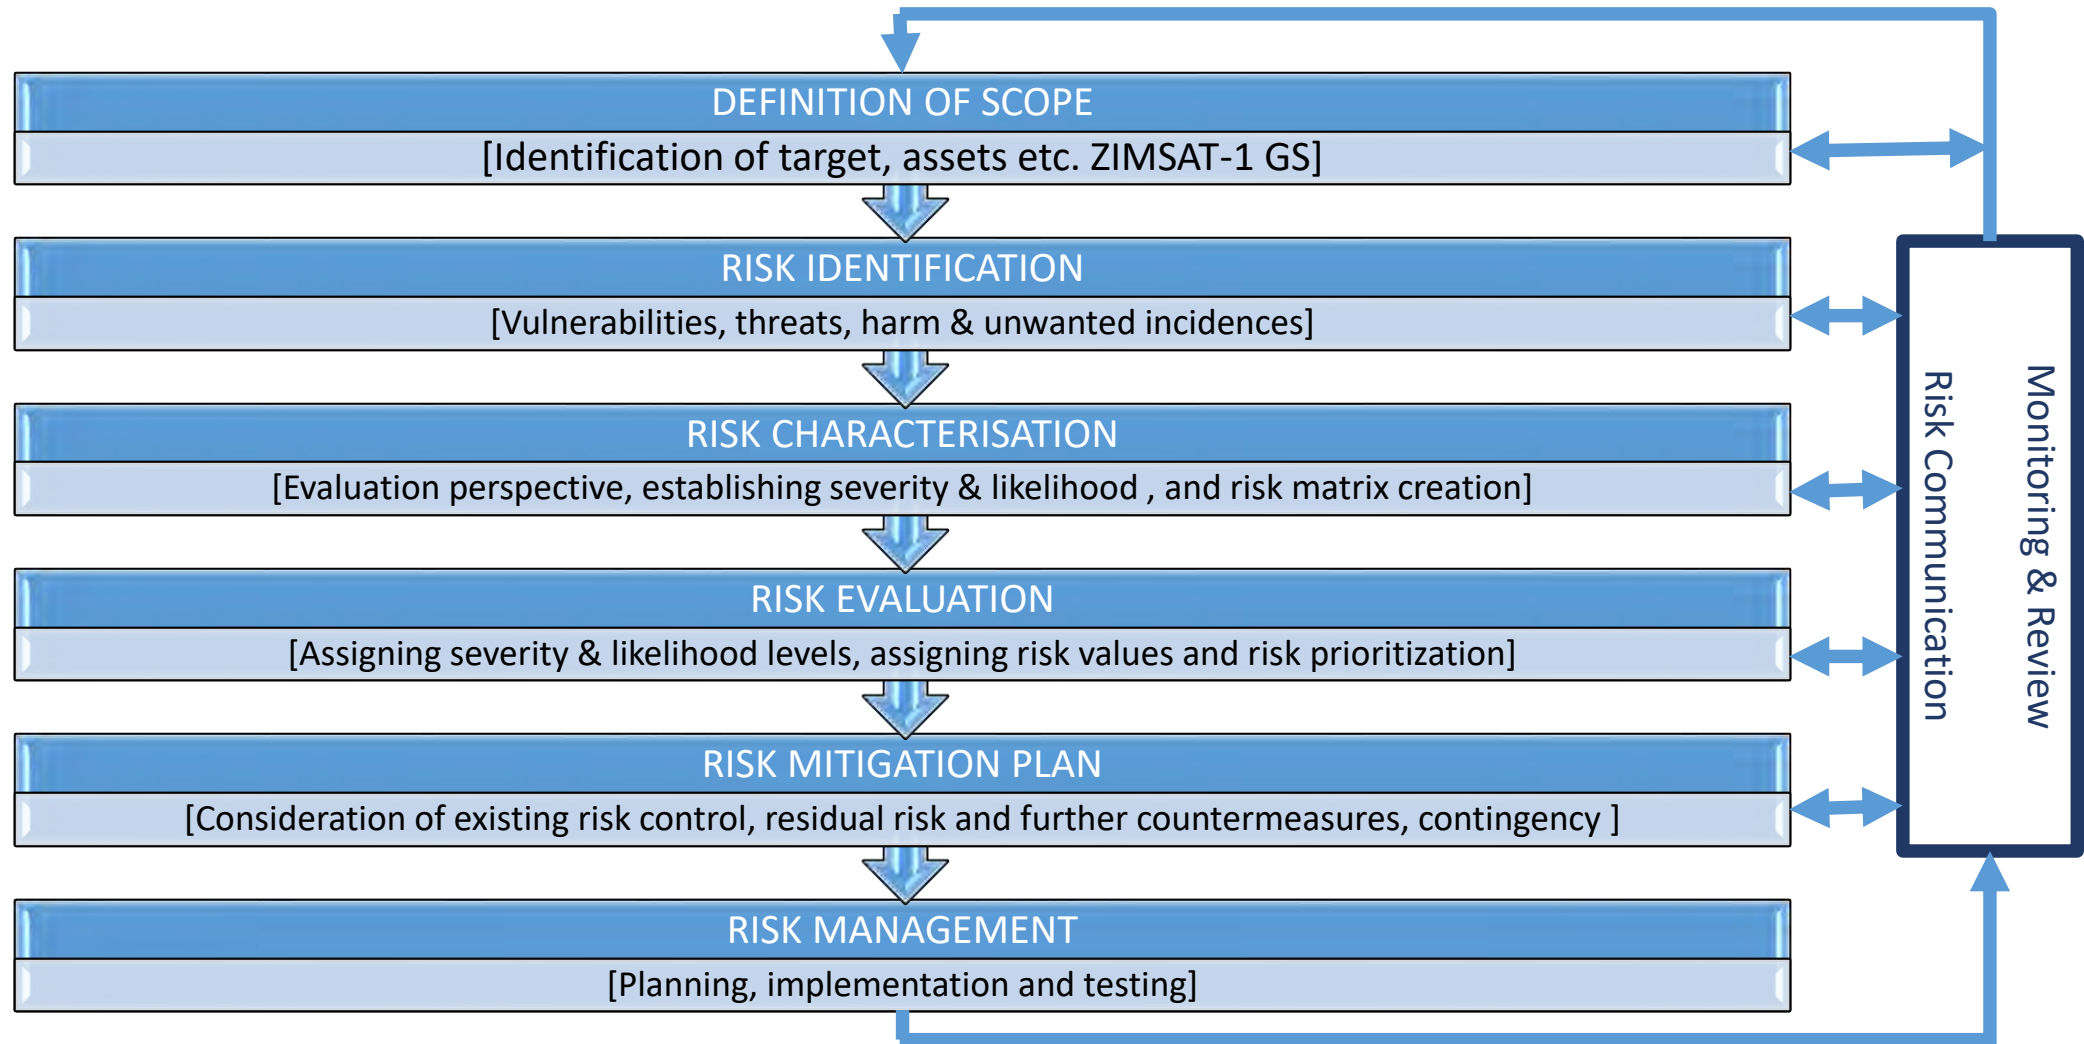 DEFINITION OF SCOPE
[Identification of target, assets etc. ZIMSAT-1 GS]
RISK IDENTIFICATION
[Vulnerabilities, threats, harm & unwanted incidences]
RISK CHARACTERISATION
[Evaluation perspective, establishing severity & likelihood , and risk matrix creation]
RISK EVALUATION
[Assigning severity & likelihood levels, assigning risk values and risk prioritization]
RISK MITIGATION PLAN
[Consideration of existing risk control, residual risk and further countermeasures, contingency ]
RISK MANAGEMENT
[Planning, implementation and testing]
Monitoring & Review
Risk Communication